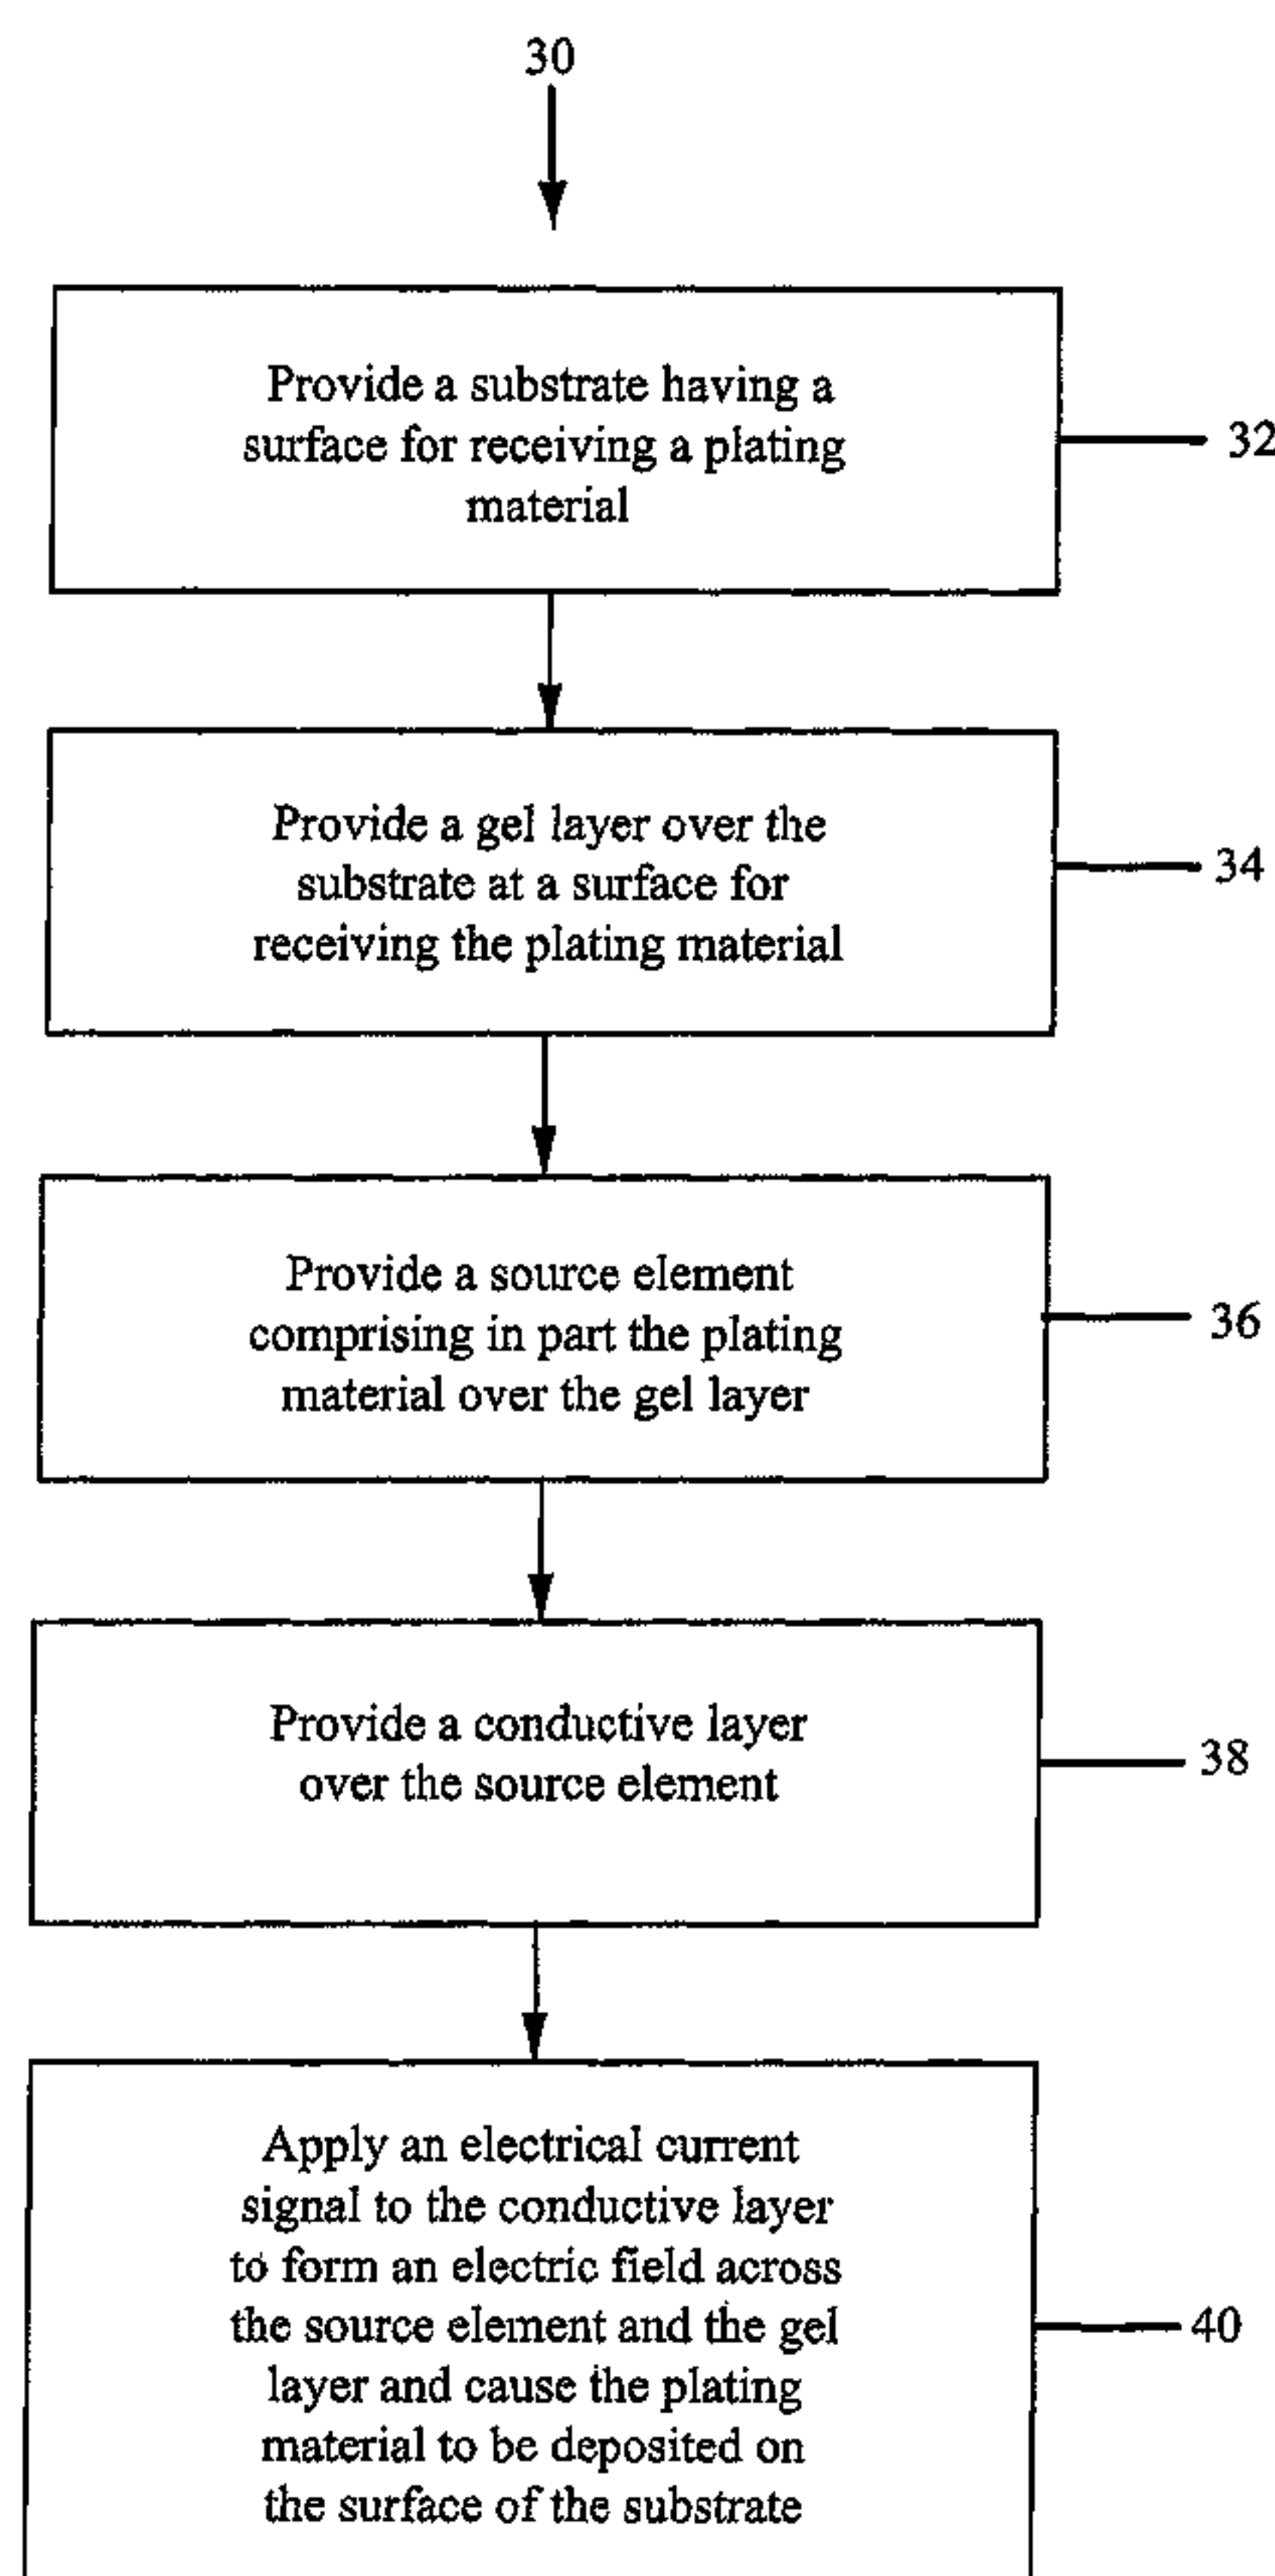 30
Provide a substrate having a
surface for receiving a plating
material
32
Provide a gel layer over the
substrate at a surface for
receiving the plating material
34
Provide a source element
comprising in part the plating
material over the gel layer
36
Provide a conductive layer
over the source element
38
Apply an electrical current
signal to the conductive layer
to form an electric field across
the source element and the gel
layer and cause the plating
material to be deposited on
the surface of the substrate
40